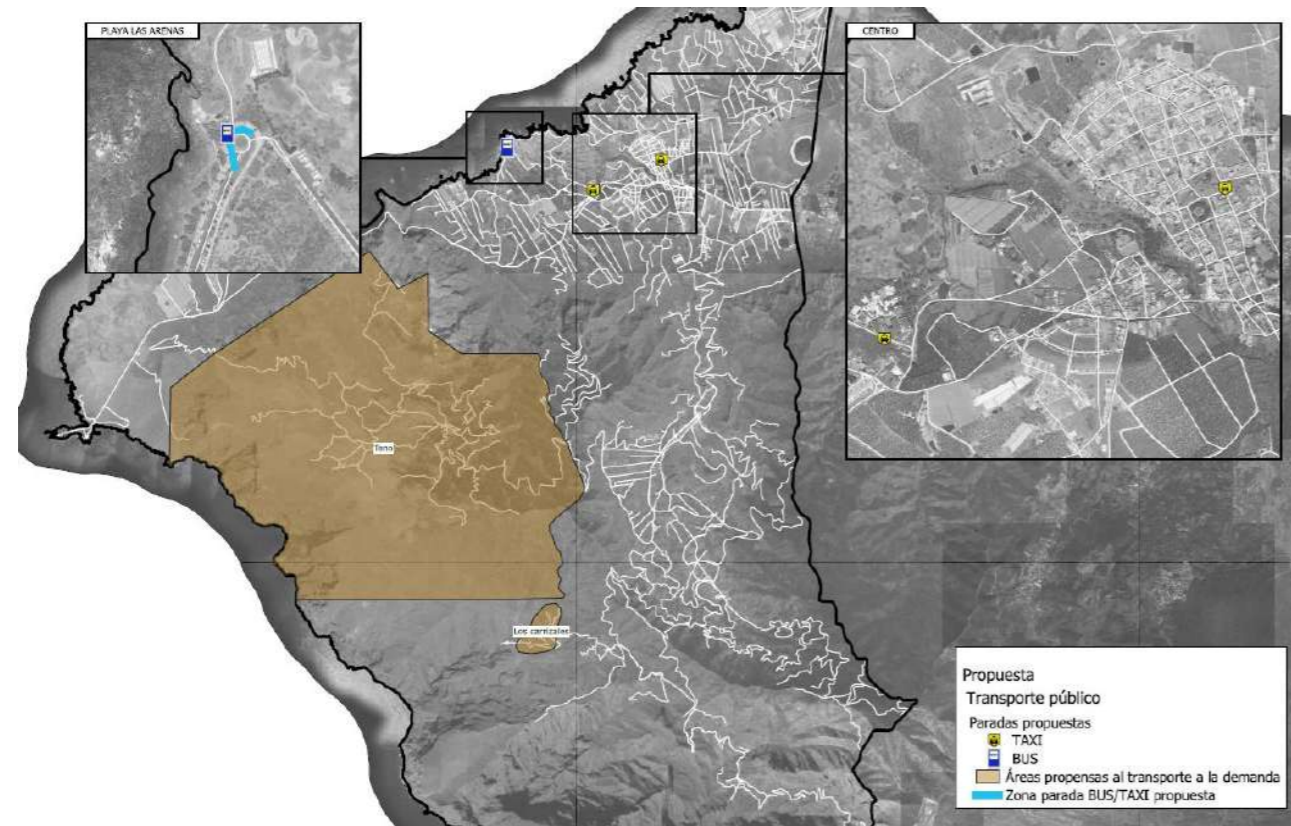 PLAYA LAS ARENAS
CENTRO
Teno
Los carrizales
Propuesta
Transporte público
Paradas propuestas
TAXI
BUS
Áreas propensas al transporte a la demanda
Zona parada BUS/TAXI propuesta